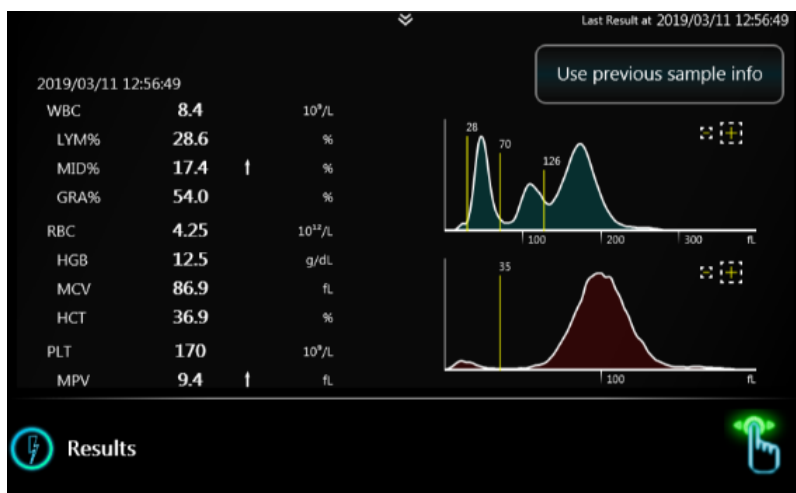 Last Result at 2019/03/11 12:56:49
Use previous sample info
2019/03/11 12:56:49
WBC 8.4 10⁹/L
LYM% 28.6 %
MID% 17.4 ↑ %
GRA% 54.0 %
RBC 4.25 10¹²/L
HGB 12.5 g/dL
MCV 86.9 fL
HCT 36.9 %
PLT 170 10⁹/L
MPV 9.4 ↑ fL
28 70 126
100 200 300 fL
35
100 fL
Results